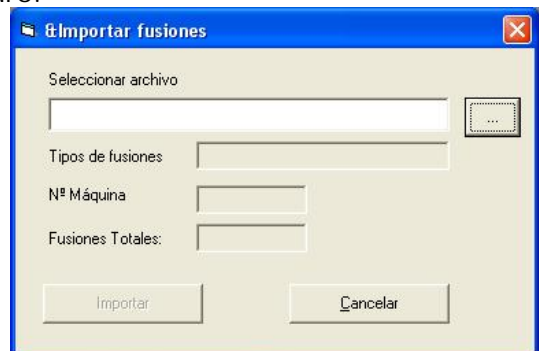 &Importar fusiones
Seleccionar archivo
...
Tipos de fusiones
Nº Máquina
Fusiones Totales:
Importar
Cancelar